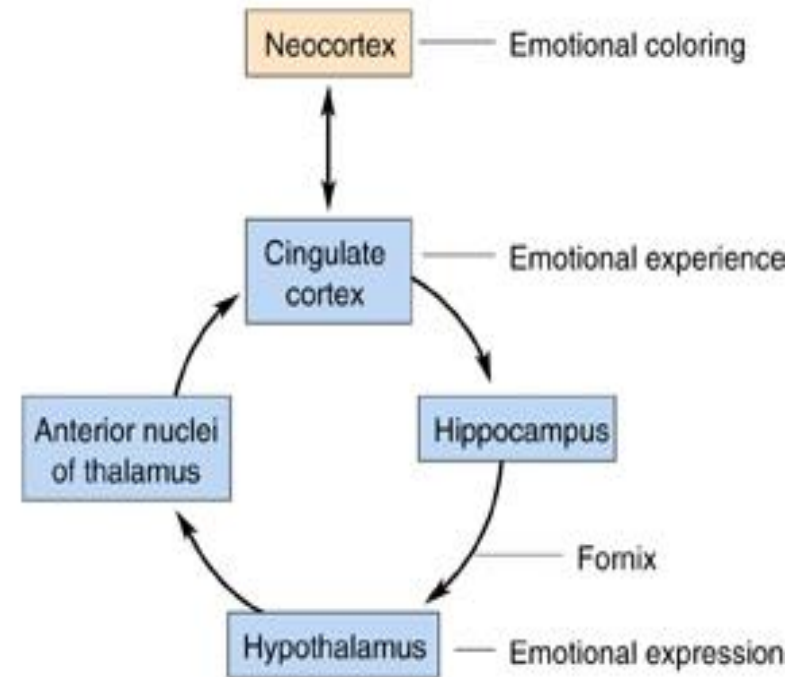 Neocortex
Emotional coloring
Cingulate
cortex
Emotional experience
Anterior nuclei
of thalamus
Hippocampus
Fornix
Hypothalamus
Emotional expression